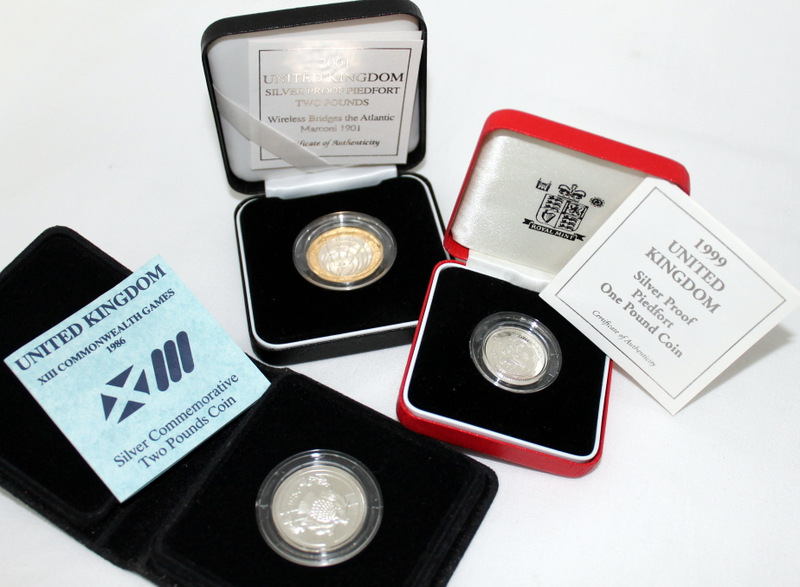 2001
UNITED KINGDOM
SILVER PROOF PIEDFORT
TWO POUNDS
Wireless Bridges the Atlantic
Marconi 1901
Certificate of Authenticity
ROYAL MINT
1999
UNITED
KINGDOM
Silver Proof
Piedfort
One Pound Coin
Certificate of Authenticity
UNITED KINGDOM
XIII COMMONWEALTH GAMES
1986
XIII
Silver Commemorative
Two Pounds Coin